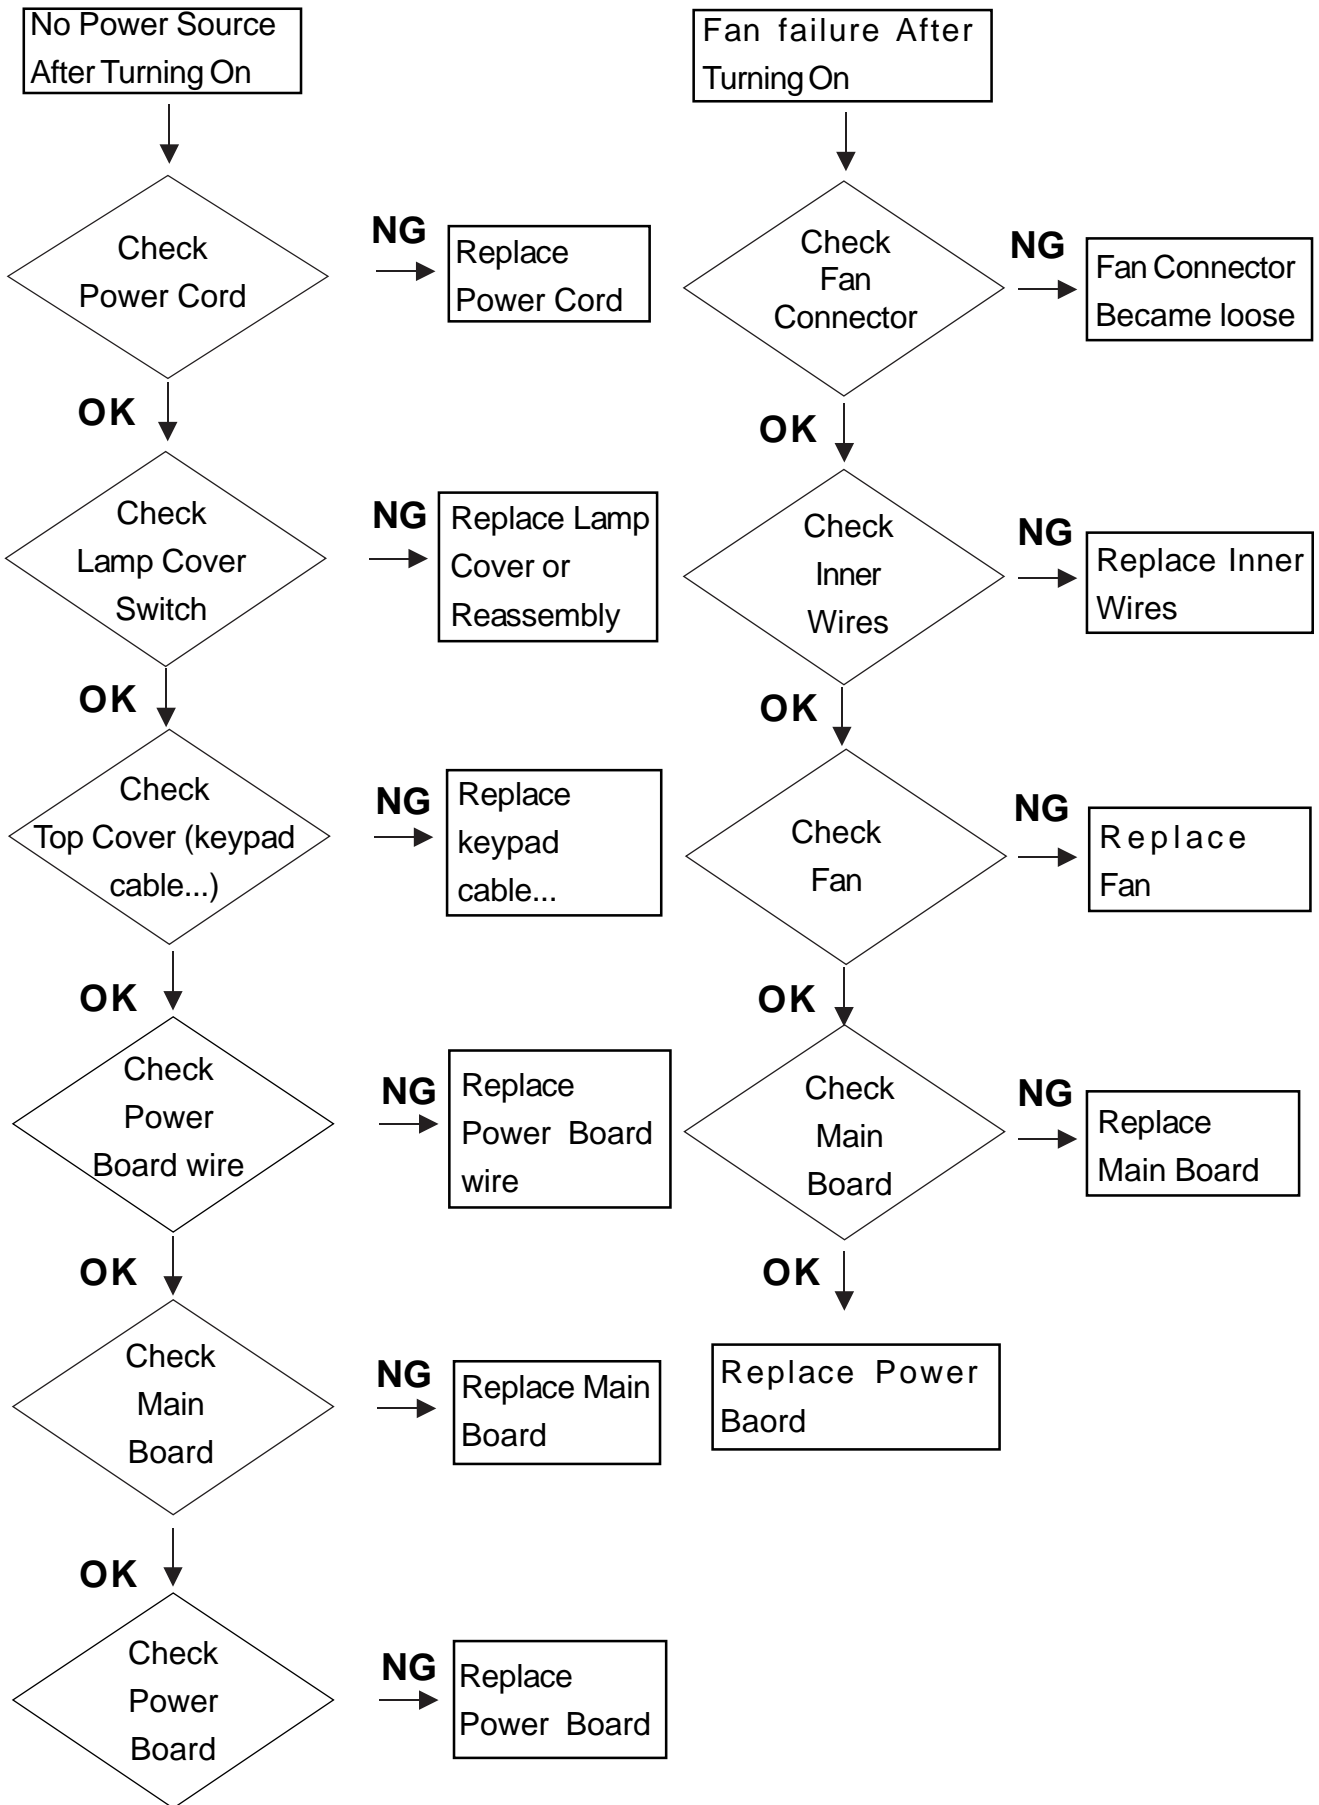 No Power Source
After Turning On
Check
Power Cord
NG
Replace
Power Cord
OK
Check
Lamp Cover
Switch
NG
Replace Lamp
Cover or
Reassembly
OK
Check
Top Cover (keypad
cable...)
NG
Replace
keypad
cable...
OK
Check
Power
Board wire
NG
Replace
Power Board
wire
OK
Check
Main
Board
NG
Replace Main
Board
OK
Check
Power
Board
NG
Replace
Power Board
Fan failure After
Turning On
Check
Fan
Connector
NG
Fan Connector
Became loose
OK
Check
Inner
Wires
NG
Replace Inner
Wires
OK
Check
Fan
NG
Replace
Fan
OK
Check
Main
Board
NG
Replace
Main Board
OK
Replace Power
Baord